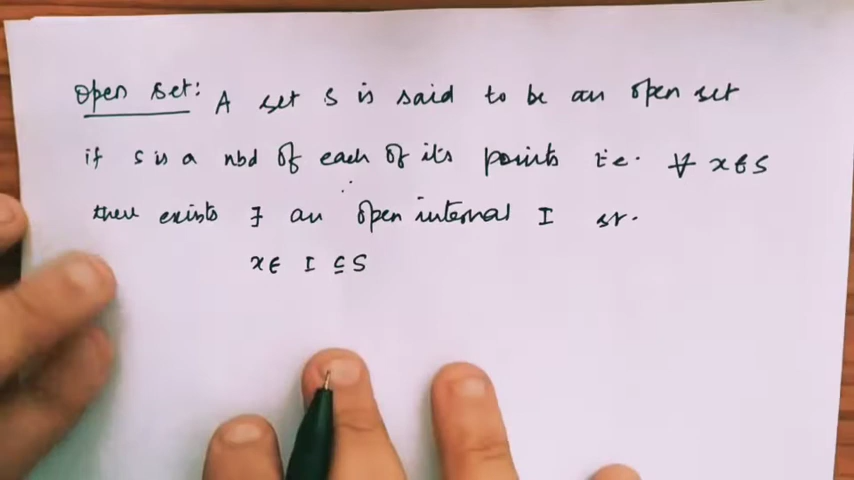 Open set: A set S is said to be an open set
if S is a nbd of each of its points i.e. ∀ x∈S
there exists ∃ an open interval I st.
x∈ I ⊆ S